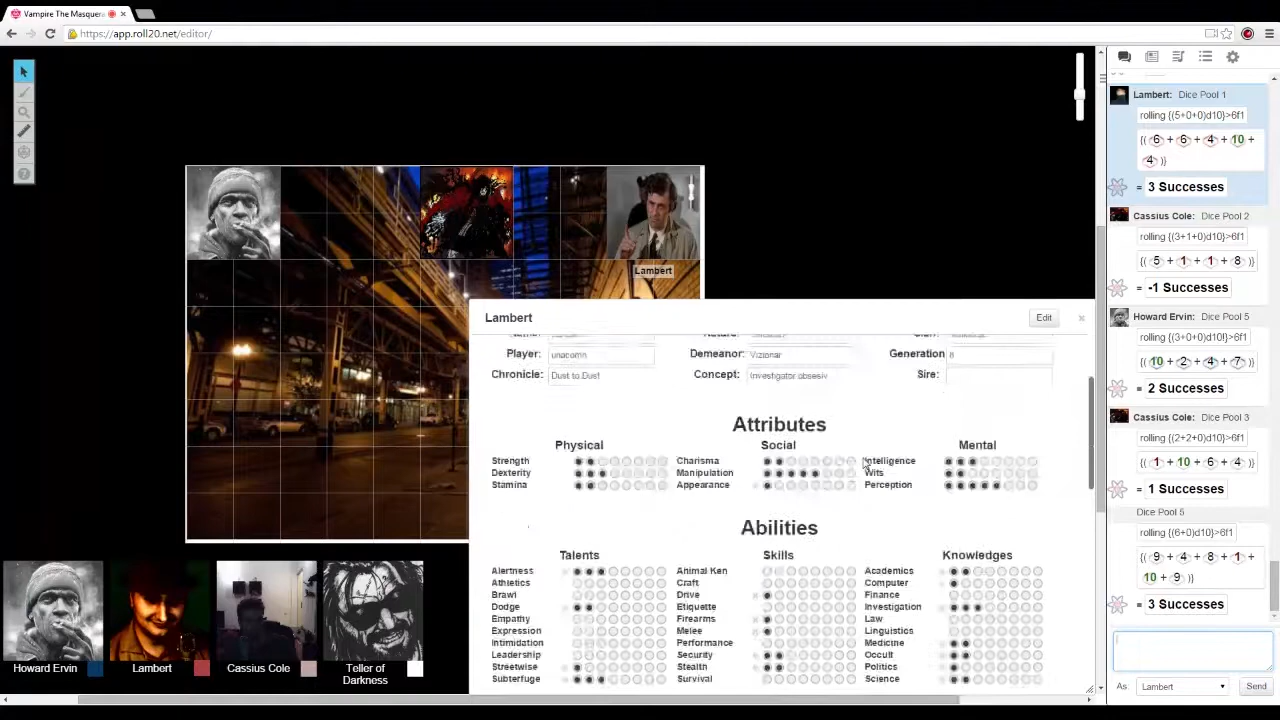 Vampire The Masquera
https://app.roll20.net/editor/
Lambert
Lambert
Edit
Player:
unacomn
Demeanor:
Vizionar
Generation
8
Chronicle:
Dust to Dust
Concept:
Investigator obsesiv
Sire:
Attributes
Physical
Social
Mental
Strength
Charisma
Intelligence
Dexterity
Manipulation
Wits
Stamina
Appearance
Perception
Abilities
Talents
Skills
Knowledges
Alertness
Animal Ken
Academics
Athletics
Craft
Computer
Brawl
Drive
Finance
Dodge
Etiquette
Investigation
Empathy
Firearms
Law
Expression
Melee
Linguistics
Intimidation
Performance
Medicine
Leadership
Security
Occult
Streetwise
Stealth
Politics
Subterfuge
Survival
Science
Howard Ervin
Lambert
Cassius Cole
Teller of
Darkness
Lambert: Dice Pool 1
rolling {(5+0+0)d10}>6f1
(( 6 + 6 + 4 + 10 +
4 ))
= 3 Successes
Cassius Cole: Dice Pool 2
rolling {(3+1+0)d10}>6f1
(( 5 + 1 + 1 + 8 ))
= -1 Successes
Howard Ervin: Dice Pool 5
rolling {(3+0+0)d10}>6f1
(( 10 + 2 + 4 + 7 ))
= 2 Successes
Cassius Cole: Dice Pool 3
rolling {(2+2+0)d10}>6f1
(( 1 + 10 + 6 + 4 ))
= 1 Successes
Dice Pool 5
rolling {(6+0)d10}>6f1
(( 9 + 4 + 8 + 1 +
10 + 9 ))
= 3 Successes
As:
Lambert
Send